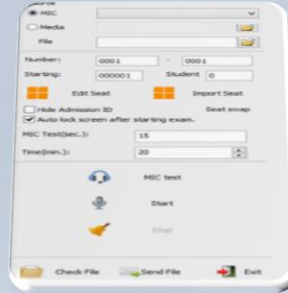 Source
MIC
Media
File
Number: 0001 - 0001
Starting: 000001 Student 0
Edit Seat Import Seat
Hide Admission ID Seat swap
Auto lock screen after starting exam.
MIC Test(sec.): 15
Time(min.): 20
MIC test
Start
Stop
Check File Send File Exit